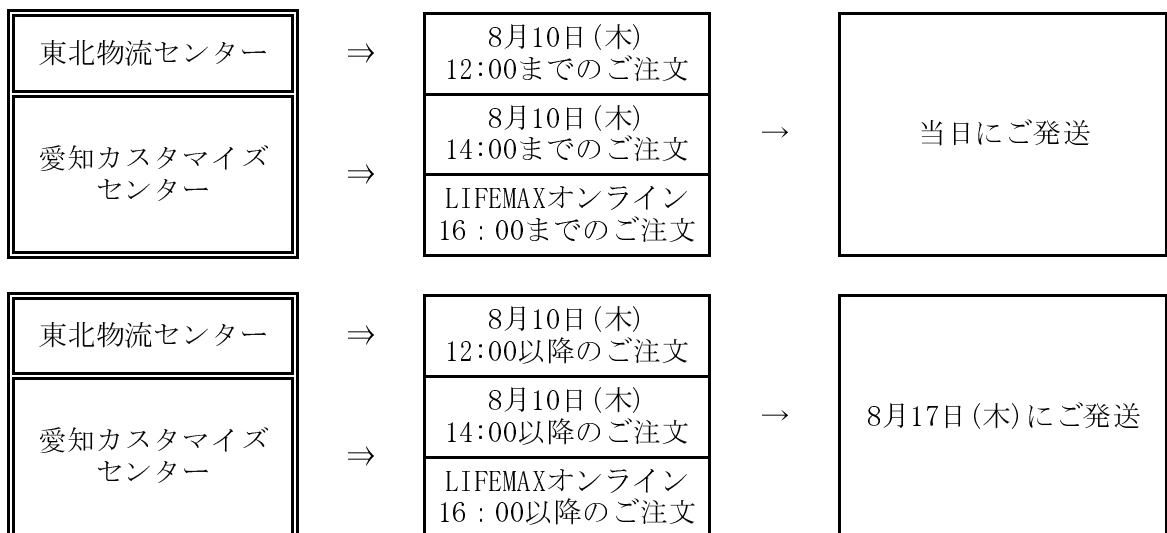 東北物流センター
⇒
8月10日(木)
12:00までのご注文
愛知カスタマイズ
センター
⇒
8月10日(木)
14:00までのご注文
LIFEMAXオンライン
16：00までのご注文
→
当日にご発送
東北物流センター
⇒
8月10日(木)
12:00以降のご注文
愛知カスタマイズ
センター
⇒
8月10日(木)
14:00以降のご注文
LIFEMAXオンライン
16：00以降のご注文
→
8月17日(木)にご発送